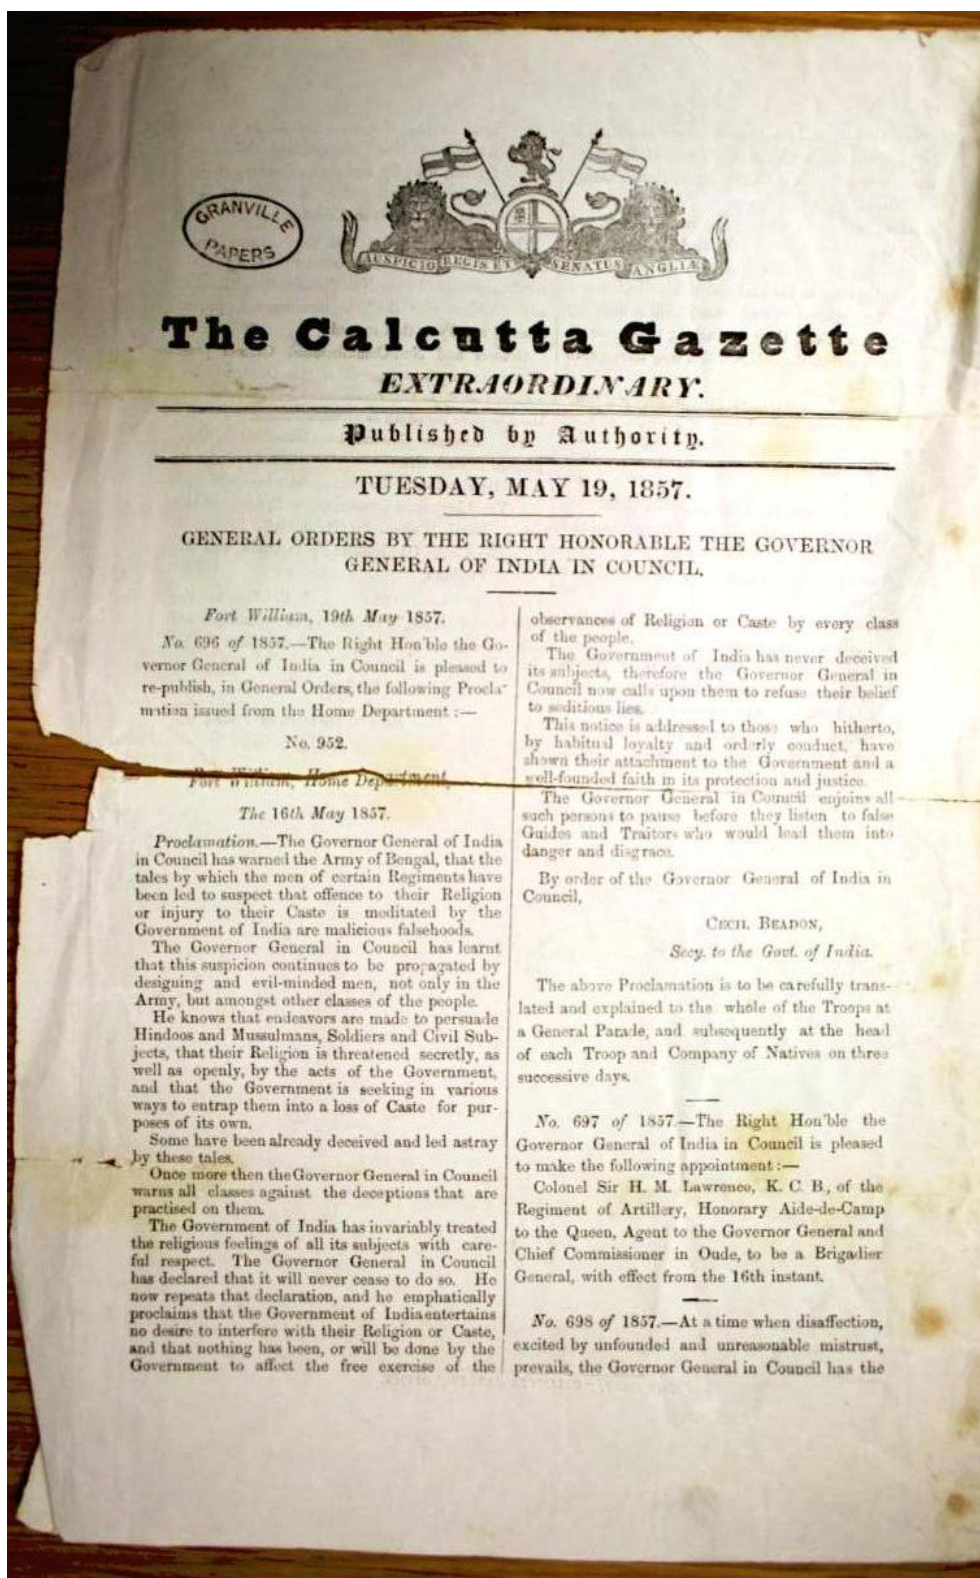 GRANVILLE
PAPERS
AUSPICIO REGIS ET SENATUS ANGLIÆ
The Calcutta Gazette
EXTRAORDINARY.
Published by Authority.
TUESDAY, MAY 19, 1857.
GENERAL ORDERS BY THE RIGHT HONORABLE THE GOVERNOR
GENERAL OF INDIA IN COUNCIL.
Fort William, 19th May 1857.
No. 696 of 1857.—The Right Hon'ble the Go-
vernor General of India in Council is pleased to
re-publish, in General Orders, the following Procla-
mation issued from the Home Department :—
No. 952.
Fort William, Home Department,
The 16th May 1857.
Proclamation.—The Governor General of India
in Council has warned the Army of Bengal, that the
tales by which the men of certain Regiments have
been led to suspect that offence to their Religion
or injury to their Caste is meditated by the
Government of India are malicious falsehoods.
The Governor General in Council has learnt
that this suspicion continues to be propagated by
designing and evil-minded men, not only in the
Army, but amongst other classes of the people.
He knows that endeavors are made to persuade
Hindoos and Mussulmans, Soldiers and Civil Sub-
jects, that their Religion is threatened secretly, as
well as openly, by the acts of the Government,
and that the Government is seeking in various
ways to entrap them into a loss of Caste for pur-
poses of its own.
Some have been already deceived and led astray
by these tales.
Once more then the Governor General in Council
warns all classes against the deceptions that are
practised on them.
The Government of India has invariably treated
the religious feelings of all its subjects with care-
ful respect. The Governor General in Council
has declared that it will never cease to do so. He
now repeats that declaration, and he emphatically
proclaims that the Government of India entertains
no desire to interfere with their Religion or Caste,
and that nothing has been, or will be done by the
Government to affect the free exercise of the
observances of Religion or Caste by every class
of the people.
The Government of India has never deceived
its subjects, therefore the Governor General in
Council now calls upon them to refuse their belief
to seditious lies.
This notice is addressed to those who hitherto,
by habitual loyalty and orderly conduct, have
shown their attachment to the Government and a
well-founded faith in its protection and justice.
The Governor General in Council enjoins all
such persons to pause before they listen to false
Guides and Traitors who would lead them into
danger and disgrace.
By order of the Governor General of India in
Council,
CECIL BEADON,
Secy. to the Govt. of India.
The above Proclamation is to be carefully trans-
lated and explained to the whole of the Troops at
a General Parade, and subsequently at the head
of each Troop and Company of Natives on three
successive days.
No. 697 of 1857.—The Right Hon'ble the
Governor General of India in Council is pleased
to make the following appointment :—
Colonel Sir H. M. Lawrence, K. C. B., of the
Regiment of Artillery, Honorary Aide-de-Camp
to the Queen, Agent to the Governor General and
Chief Commissioner in Oude, to be a Brigadier
General, with effect from the 16th instant.
No. 698 of 1857.—At a time when disaffection,
excited by unfounded and unreasonable mistrust,
prevails, the Governor General in Council has the